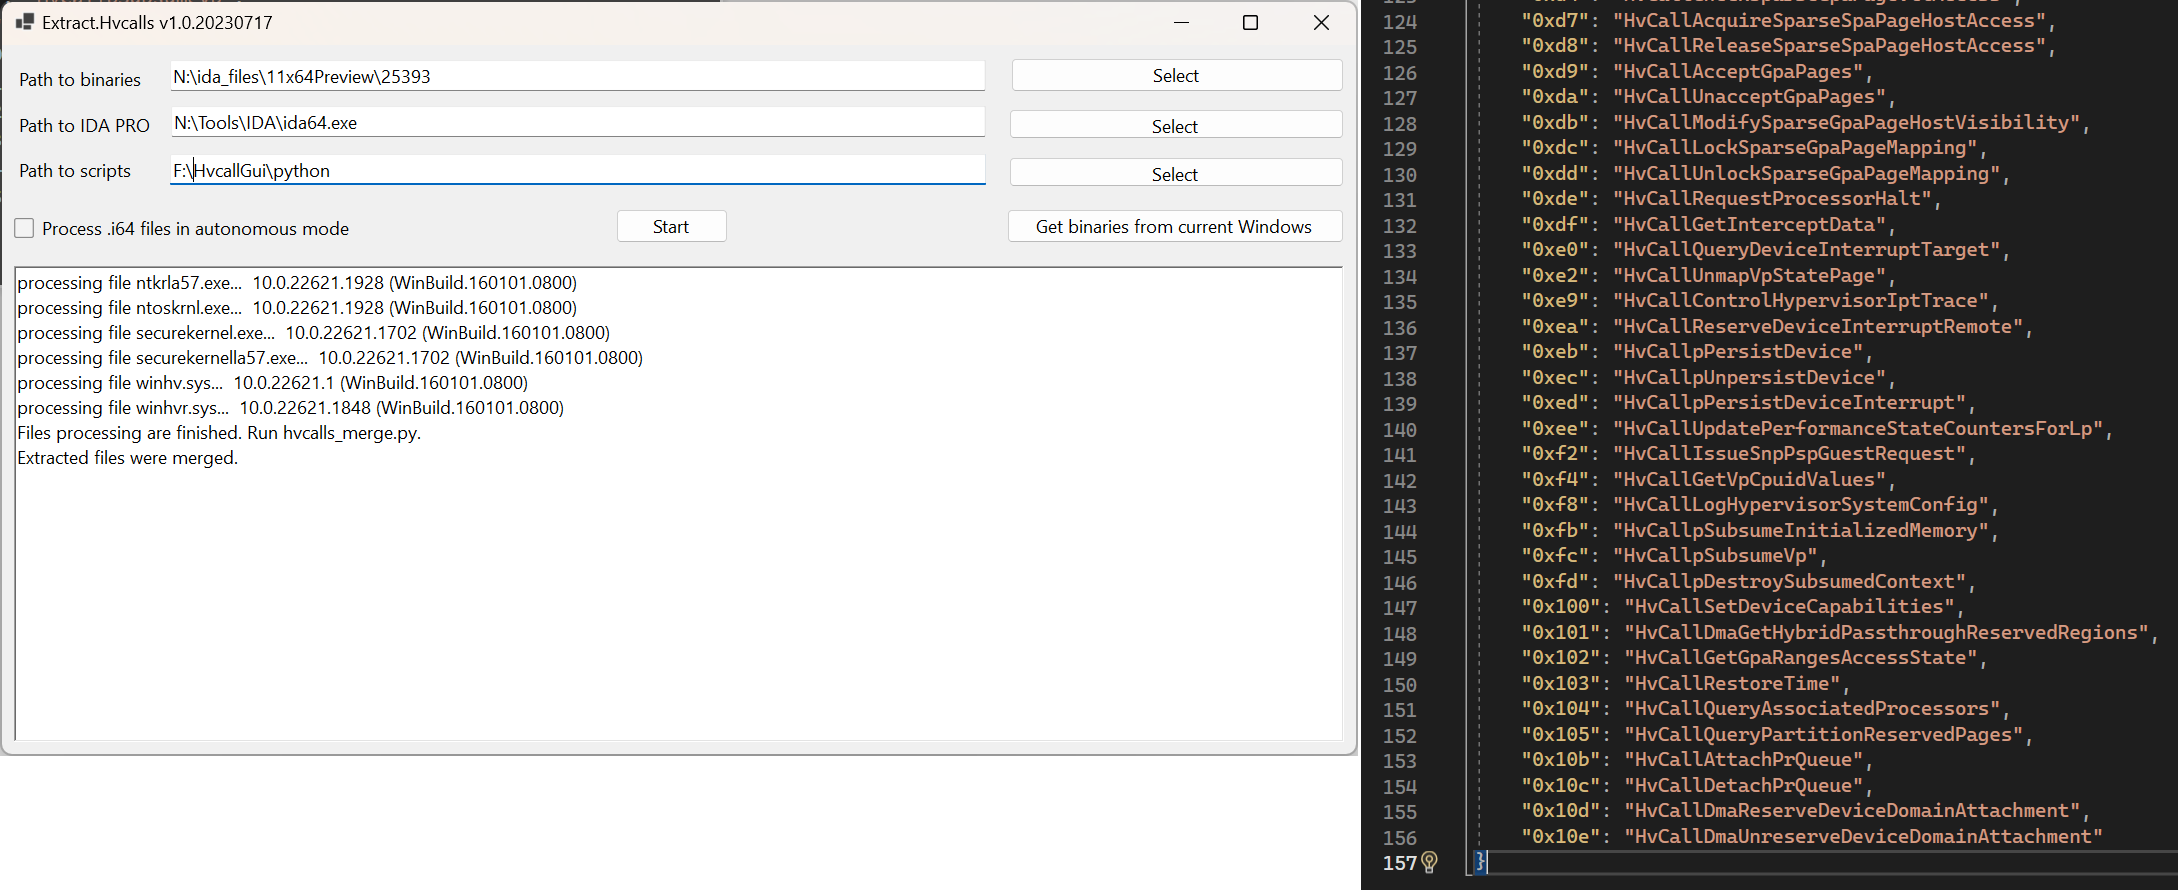 Extract.Hvcalls v1.0.20230717
Path to binaries N:\ida_files\11x64Preview\25393 Select
Path to IDA PRO N:\Tools\IDA\ida64.exe Select
Path to scripts F:\HvcallGui\python Select
Process .i64 files in autonomous mode Start Get binaries from current Windows
processing file ntkrla57.exe... 10.0.22621.1928 (WinBuild.160101.0800)
processing file ntoskrnl.exe... 10.0.22621.1928 (WinBuild.160101.0800)
processing file securekernel.exe... 10.0.22621.1702 (WinBuild.160101.0800)
processing file securekernella57.exe... 10.0.22621.1702 (WinBuild.160101.0800)
processing file winhv.sys... 10.0.22621.1 (WinBuild.160101.0800)
processing file winhvr.sys... 10.0.22621.1848 (WinBuild.160101.0800)
Files processing are finished. Run hvcalls_merge.py.
Extracted files were merged.
124 "0xd7": "HvCallAcquireSparseSpaPageHostAccess",
125 "0xd8": "HvCallReleaseSparseSpaPageHostAccess",
126 "0xd9": "HvCallAcceptGpaPages",
127 "0xda": "HvCallUnacceptGpaPages",
128 "0xdb": "HvCallModifySparseGpaPageHostVisibility",
129 "0xdc": "HvCallLockSparseGpaPageMapping",
130 "0xdd": "HvCallUnlockSparseGpaPageMapping",
131 "0xde": "HvCallRequestProcessorHalt",
132 "0xdf": "HvCallGetInterceptData",
133 "0xe0": "HvCallQueryDeviceInterruptTarget",
134 "0xe2": "HvCallUnmapVpStatePage",
135 "0xe9": "HvCallControlHypervisorIptTrace",
136 "0xea": "HvCallReserveDeviceInterruptRemote",
137 "0xeb": "HvCallpPersistDevice",
138 "0xec": "HvCallpUnpersistDevice",
139 "0xed": "HvCallpPersistDeviceInterrupt",
140 "0xee": "HvCallUpdatePerformanceStateCountersForLp",
141 "0xf2": "HvCallIssueSnpPspGuestRequest",
142 "0xf4": "HvCallGetVpCpuidValues",
143 "0xf8": "HvCallLogHypervisorSystemConfig",
144 "0xfb": "HvCallpSubsumeInitializedMemory",
145 "0xfc": "HvCallpSubsumeVp",
146 "0xfd": "HvCallpDestroySubsumedContext",
147 "0x100": "HvCallSetDeviceCapabilities",
148 "0x101": "HvCallDmaGetHybridPassthroughReservedRegions",
149 "0x102": "HvCallGetGpaRangesAccessState",
150 "0x103": "HvCallRestoreTime",
151 "0x104": "HvCallQueryAssociatedProcessors",
152 "0x105": "HvCallQueryPartitionReservedPages",
153 "0x10b": "HvCallAttachPrQueue",
154 "0x10c": "HvCallDetachPrQueue",
155 "0x10d": "HvCallDmaReserveDeviceDomainAttachment",
156 "0x10e": "HvCallDmaUnreserveDeviceDomainAttachment"
157 }